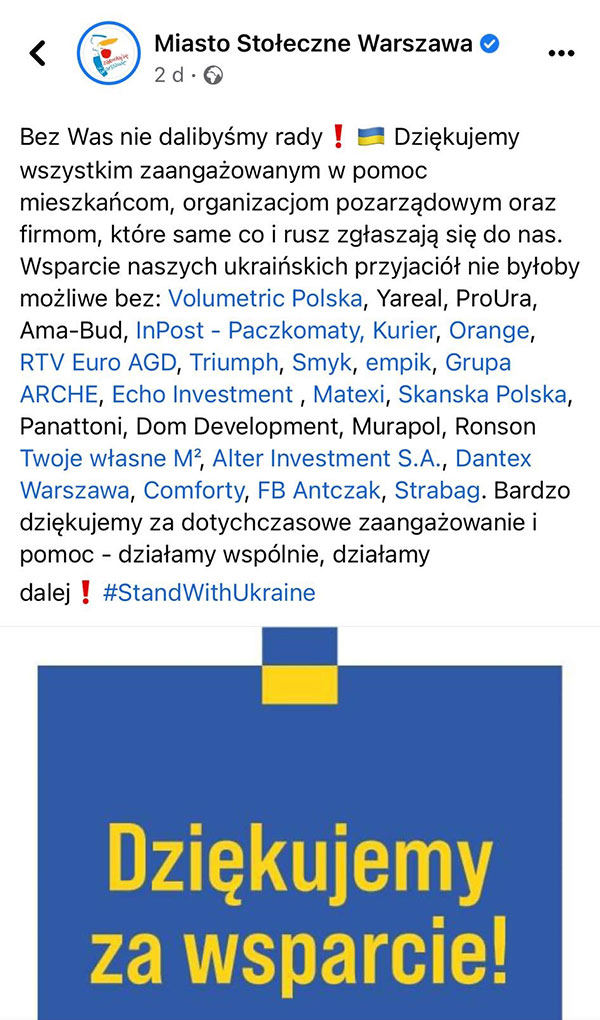 Miasto Stołeczne Warszawa
2 d ·
Bez Was nie dalibyśmy rady❗ 🇺🇦 Dziękujemy
wszystkim zaangażowanym w pomoc
mieszkańcom, organizacjom pozarządowym oraz
firmom, które same co i rusz zgłaszają się do nas.
Wsparcie naszych ukraińskich przyjaciół nie byłoby
możliwe bez: Volumetric Polska, Yareal, ProUra,
Ama-Bud, InPost - Paczkomaty, Kurier, Orange,
RTV Euro AGD, Triumph, Smyk, empik, Grupa
ARCHE, Echo Investment , Matexi, Skanska Polska,
Panattoni, Dom Development, Murapol, Ronson
Twoje własne M², Alter Investment S.A., Dantex
Warszawa, Comforty, FB Antczak, Strabag. Bardzo
dziękujemy za dotychczasowe zaangażowanie i
pomoc - działamy wspólnie, działamy
dalej❗ #StandWithUkraine
Dziękujemy
za wsparcie!